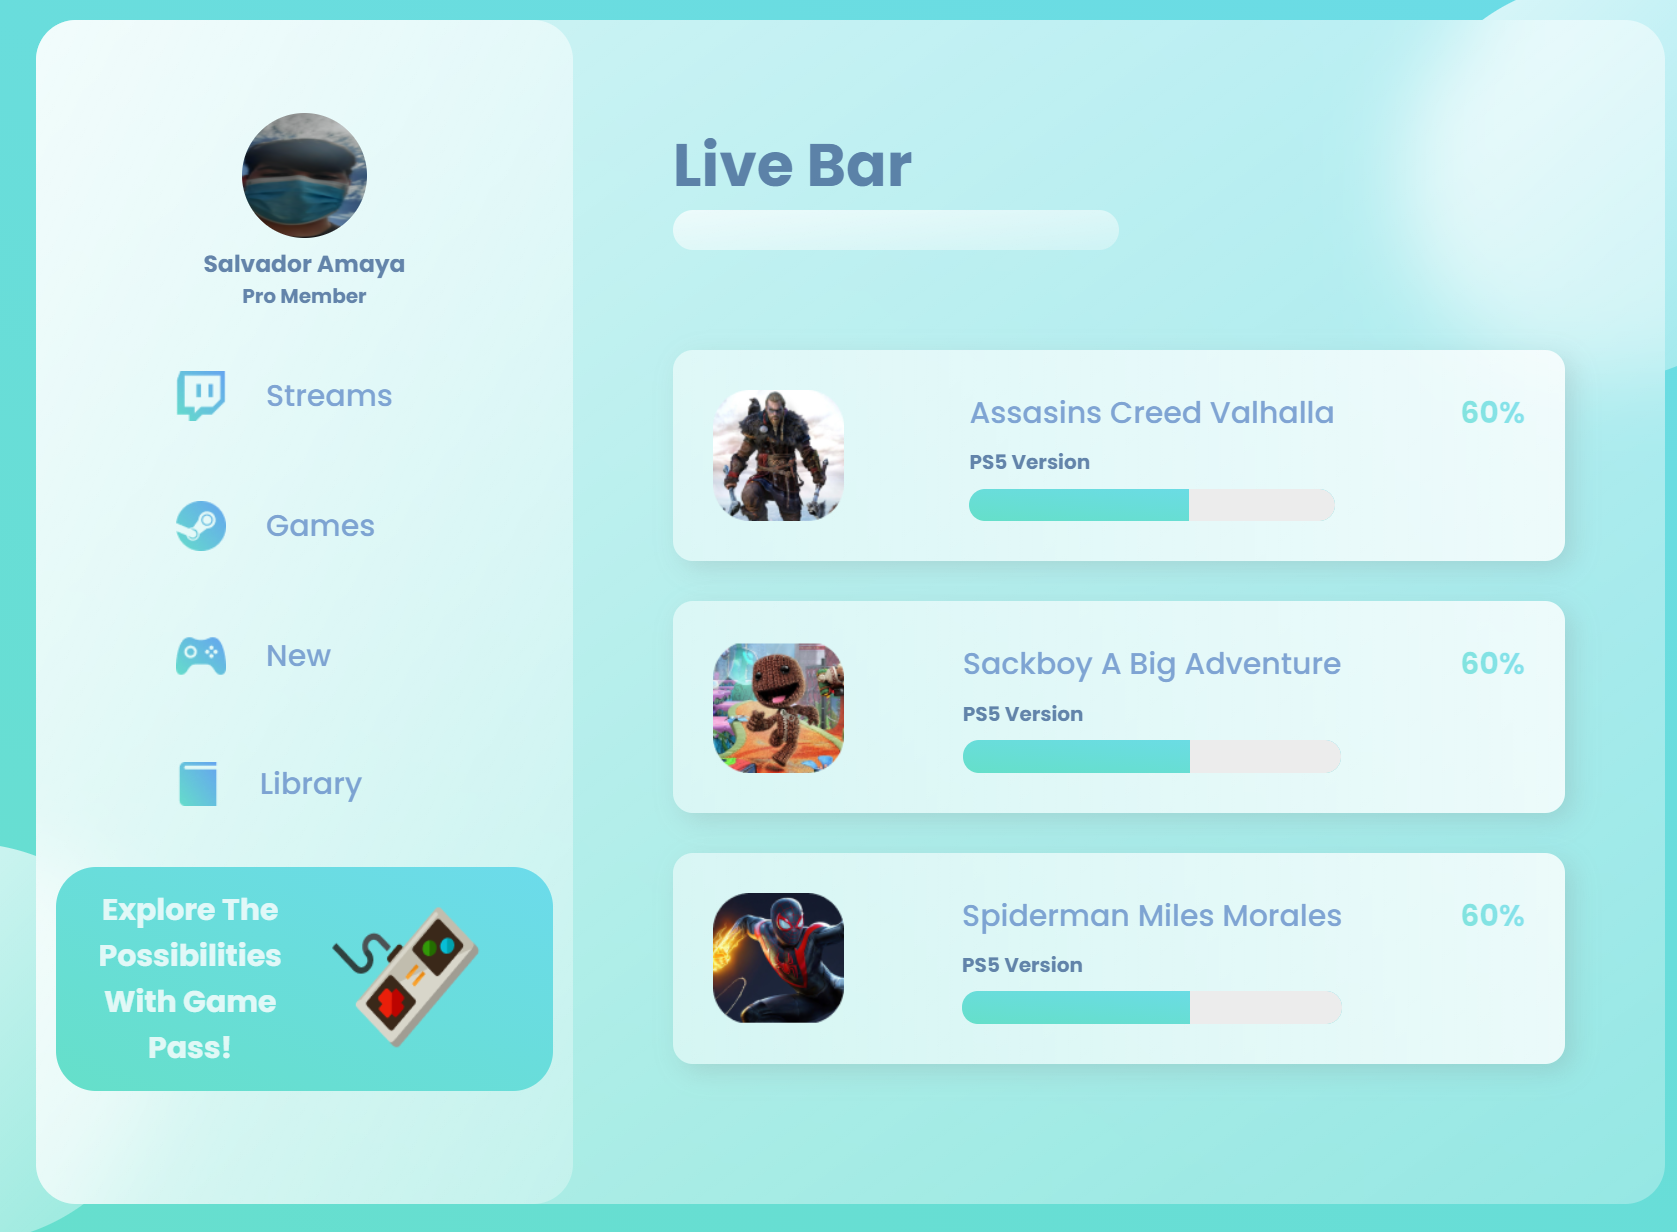 Salvador Amaya
Pro Member
Streams
Games
New
Library
Explore The
Possibilities
With Game
Pass!
Live Bar
Assasins Creed Valhalla
60%
PS5 Version
Sackboy A Big Adventure
60%
PS5 Version
Spiderman Miles Morales
60%
PS5 Version